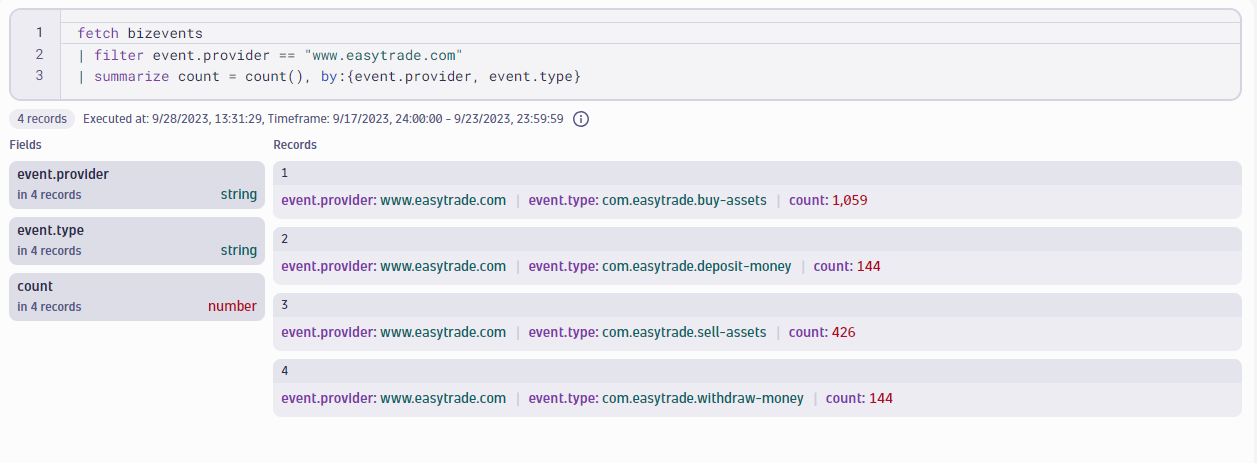 1 fetch bizevents
2 | filter event.provider == "www.easytrade.com"
3 | summarize count = count(), by:{event.provider, event.type}
4 records Executed at: 9/28/2023, 13:31:29, Timeframe: 9/17/2023, 24:00:00 - 9/23/2023, 23:59:59
Fields
event.provider
in 4 records string
event.type
in 4 records string
count
in 4 records number
Records
1
event.provider: www.easytrade.com | event.type: com.easytrade.buy-assets | count: 1,059
2
event.provider: www.easytrade.com | event.type: com.easytrade.deposit-money | count: 144
3
event.provider: www.easytrade.com | event.type: com.easytrade.sell-assets | count: 426
4
event.provider: www.easytrade.com | event.type: com.easytrade.withdraw-money | count: 144